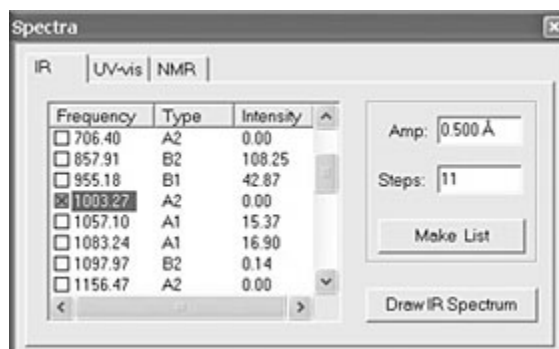 Spectra
IR UV-vis NMR
Frequency Type Intensity
706.40 A2 0.00
857.91 B2 108.25
955.18 B1 42.87
1003.27 A2 0.00
1057.10 A1 15.37
1083.24 A1 16.90
1097.97 B2 0.14
1156.47 A2 0.00
Amp: 0.500 Å
Steps: 11
Make List
Draw IR Spectrum